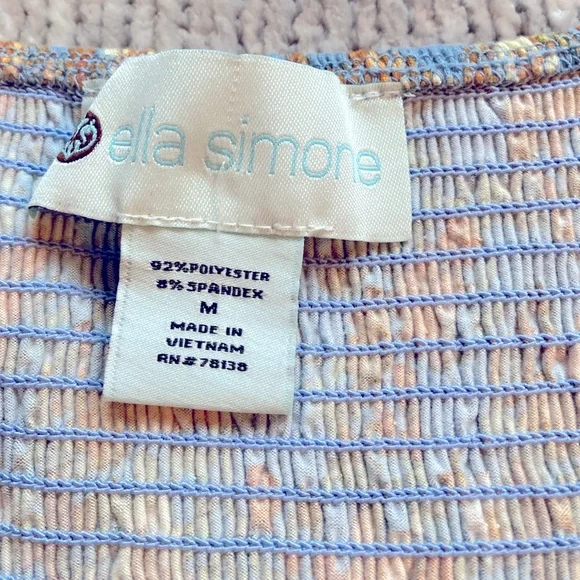 ella simone
92%POLYESTER
8% SPANDEX
M
MADE IN
VIETNAM
RN#78138